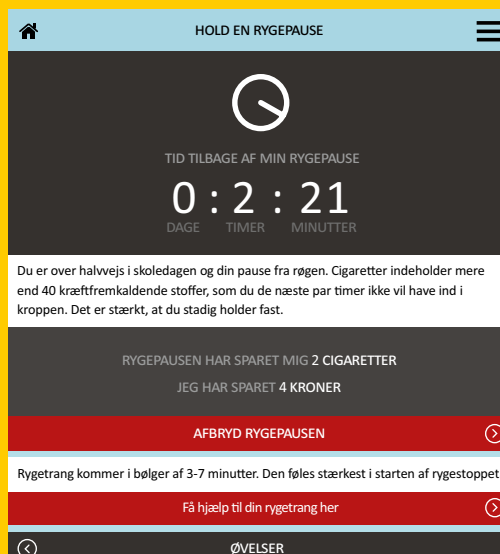 HOLD EN RYGEPAUSE
TID TILBAGE AF MIN RYGEPAUSE
0 : 2 : 21
DAGE TIMER MINUTTER
Du er over halvvejs i skoledagen og din pause fra røgen. Cigaretter indeholder mere
end 40 kræftfremkaldende stoffer, som du de næste par timer ikke vil have ind i
kroppen. Det er stærkt, at du stadig holder fast.
RYGEPAUSEN HAR SPARET MIG 2 CIGARETTER
JEG HAR SPARET 4 KRONER
AFBRYD RYGEPAUSEN
Rygetrang kommer i bølger af 3-7 minutter. Den føles stærkest i starten af rygestoppet
Få hjælp til din rygetrang her
ØVELSER